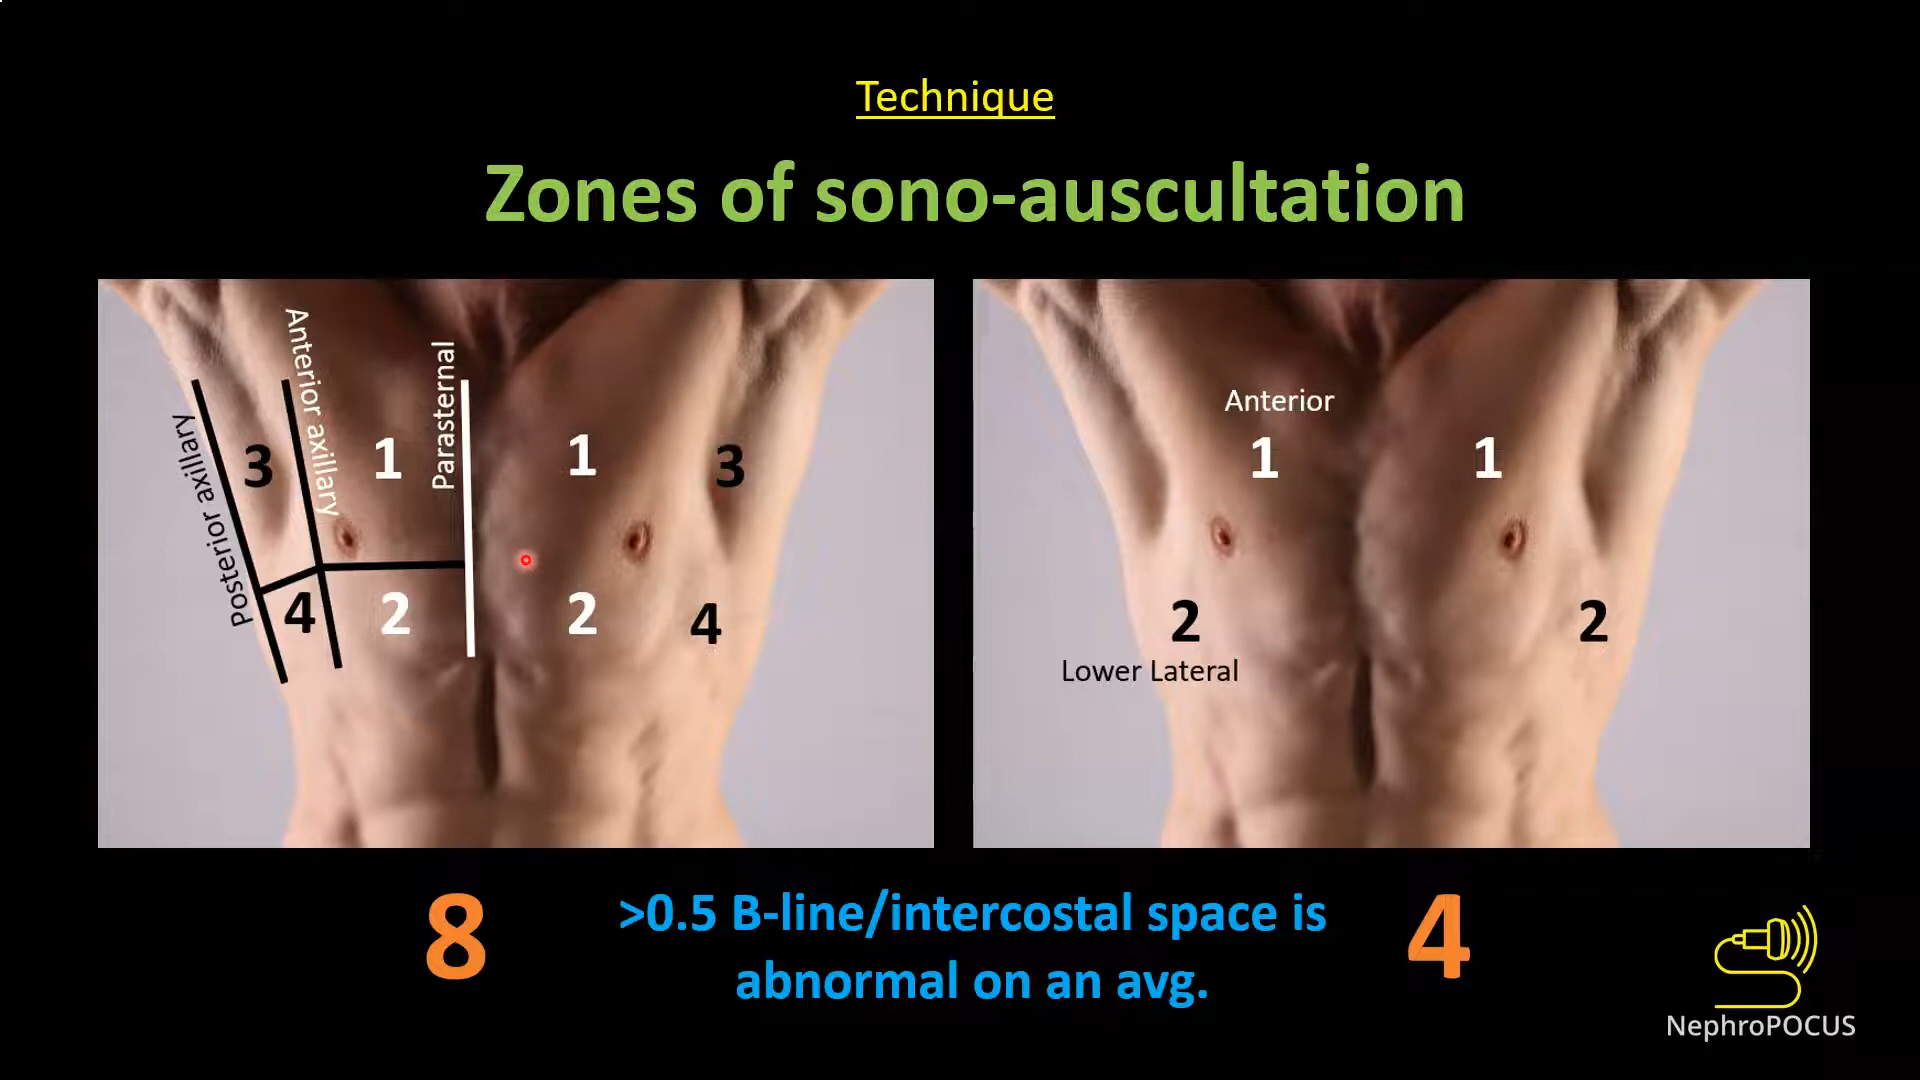 Technique
Zones of sono-auscultation
Posterior axillary
Anterior axillary
Parasternal
3
1
1
3
4
2
2
4
Anterior
1
1
2
2
Lower Lateral
8
>0.5 B-line/intercostal space is
abnormal on an avg.
4
NephroPOCUS